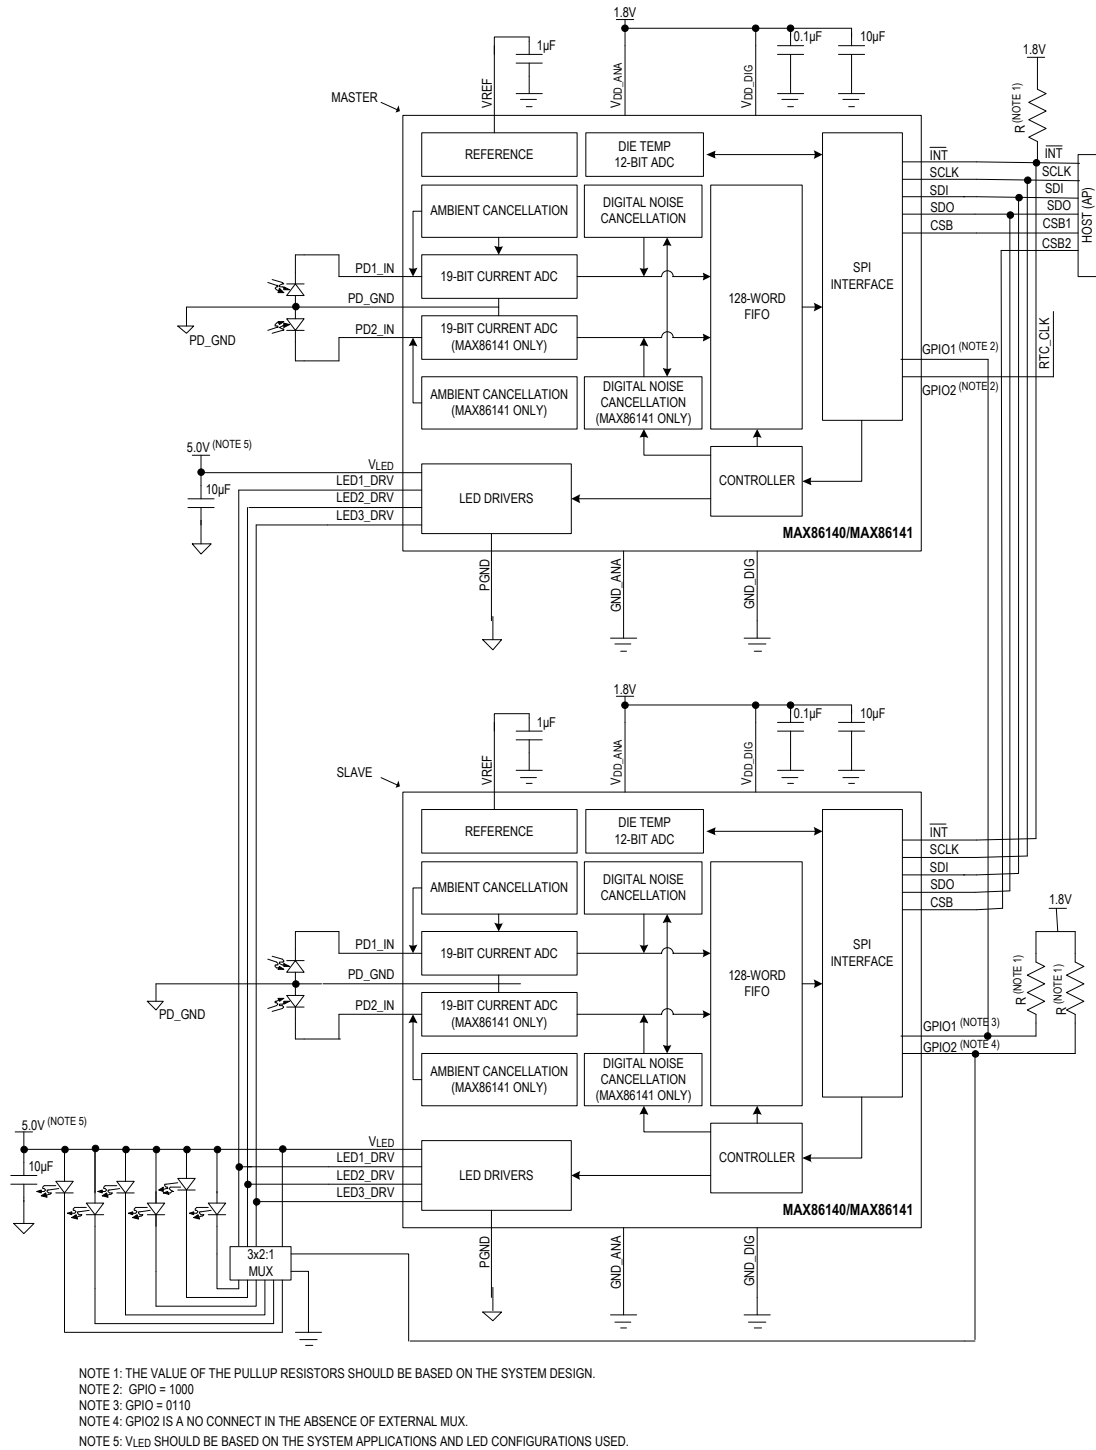 1.8V
1µF
0.1µF
10µF
1.8V
VREF
VDD_ANA
VDD_DIG
R (NOTE 1)
MASTER
REFERENCE
DIE TEMP
12-BIT ADC
AMBIENT CANCELLATION
DIGITAL NOISE
CANCELLATION
19-BIT CURRENT ADC
19-BIT CURRENT ADC
(MAX86141 ONLY)
AMBIENT CANCELLATION
(MAX86141 ONLY)
DIGITAL NOISE
CANCELLATION
(MAX86141 ONLY)
128-WORD
FIFO
SPI
INTERFACE
CONTROLLER
LED DRIVERS
MAX86140/MAX86141
PD1_IN
PD_GND
PD2_IN
PD_GND
INT
SCLK
SDI
SDO
CSB
INT
SCLK
SDI
SDO
CSB1
CSB2
HOST (AP)
GPIO1 (NOTE 2)
GPIO2 (NOTE 2)
RTC_CLK
5.0V (NOTE 5)
10µF
VLED
LED1_DRV
LED2_DRV
LED3_DRV
PGND
GND_ANA
GND_DIG
1.8V
1µF
0.1µF
10µF
VREF
VDD_ANA
VDD_DIG
SLAVE
REFERENCE
DIE TEMP
12-BIT ADC
AMBIENT CANCELLATION
DIGITAL NOISE
CANCELLATION
19-BIT CURRENT ADC
19-BIT CURRENT ADC
(MAX86141 ONLY)
AMBIENT CANCELLATION
(MAX86141 ONLY)
DIGITAL NOISE
CANCELLATION
(MAX86141 ONLY)
128-WORD
FIFO
SPI
INTERFACE
CONTROLLER
LED DRIVERS
MAX86140/MAX86141
PD1_IN
PD_GND
PD2_IN
PD_GND
INT
SCLK
SDI
SDO
CSB
1.8V
R (NOTE 1)
R (NOTE 1)
GPIO1 (NOTE 3)
GPIO2 (NOTE 4)
5.0V (NOTE 5)
10µF
VLED
LED1_DRV
LED2_DRV
LED3_DRV
3x2:1
MUX
PGND
GND_ANA
GND_DIG
NOTE 1: THE VALUE OF THE PULLUP RESISTORS SHOULD BE BASED ON THE SYSTEM DESIGN.
NOTE 2: GPIO = 1000
NOTE 3: GPIO = 0110
NOTE 4: GPIO2 IS A NO CONNECT IN THE ABSENCE OF EXTERNAL MUX.
NOTE 5: VLED SHOULD BE BASED ON THE SYSTEM APPLICATIONS AND LED CONFIGURATIONS USED.